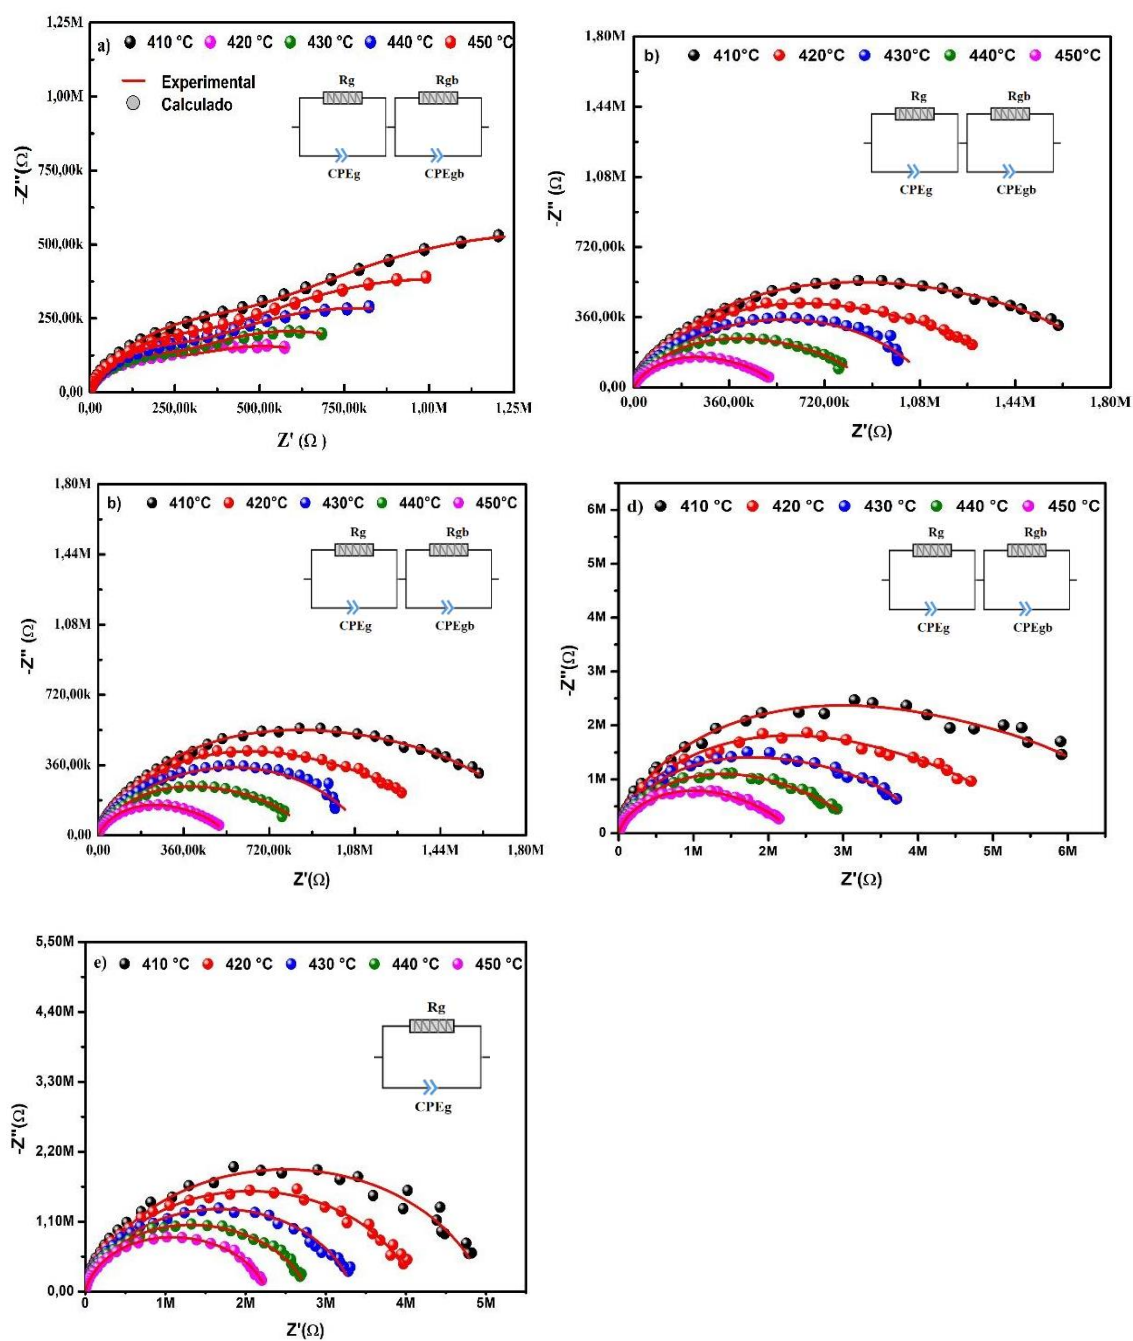 a) 410 °C 420 °C 430 °C 440 °C 450 °C
Experimental
Calculado
Rg Rgb
CPEg CPEgb
1,25M
1,00M
750,00k
500,00k
250,00k
0,00
-Z''(Ω)
0,00 250,00k 500,00k 750,00k 1,00M 1,25M
Z' (Ω)
b) 410°C 420°C 430°C 440°C 450°C
Rg Rgb
CPEg CPEgb
1,80M
1,44M
1,08M
720,00k
360,00k
0,00
-Z'' (Ω)
0,00 360,00k 720,00k 1,08M 1,44M 1,80M
Z'(Ω)
b) 410°C 420°C 430°C 440°C 450°C
Rg Rgb
CPEg CPEgb
1,80M
1,44M
1,08M
720,00k
360,00k
0,00
-Z'' (Ω)
0,00 360,00k 720,00k 1,08M 1,44M 1,80M
Z'(Ω)
d) 410 °C 420 °C 430 °C 440 °C 450 °C
Rg Rgb
CPEg CPEgb
6M
5M
4M
3M
2M
1M
0
-Z''(Ω)
0 1M 2M 3M 4M 5M 6M
Z'(Ω)
e) 410 °C 420 °C 430 °C 440 °C 450 °C
Rg
CPEg
5,50M
4,40M
3,30M
2,20M
1,10M
0,00
-Z''(Ω)
0 1M 2M 3M 4M 5M
Z'(Ω)